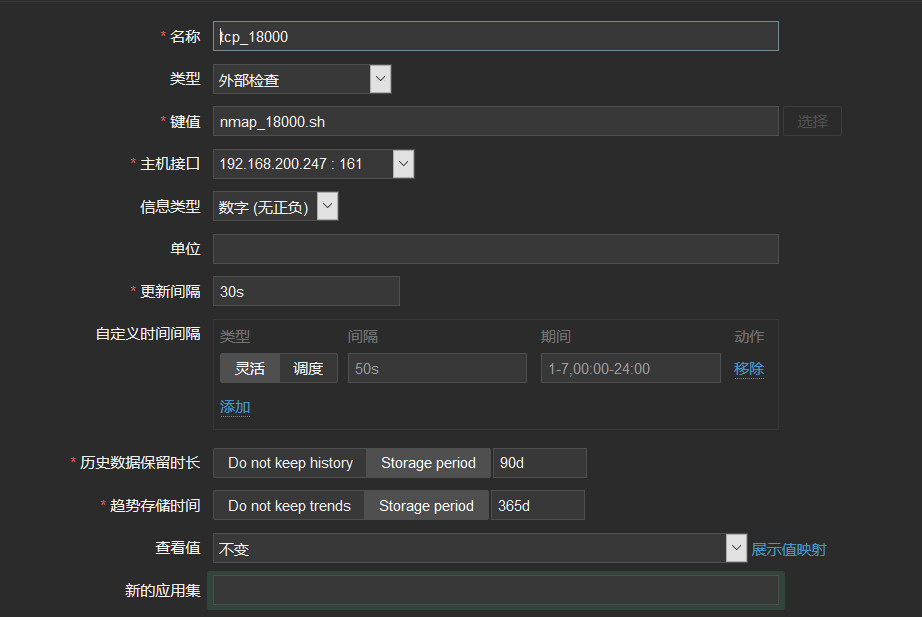 * 名称 tcp_18000
类型 外部检查
* 键值 nmap_18000.sh 选择
* 主机接口 192.168.200.247 : 161
信息类型 数字 (无正负)
单位
* 更新间隔 30s
自定义时间间隔 类型 间隔 期间 动作
灵活 调度 50s 1-7,00:00-24:00 移除
添加
* 历史数据保留时长 Do not keep history Storage period 90d
* 趋势存储时间 Do not keep trends Storage period 365d
查看值 不变 展示值映射
新的应用集